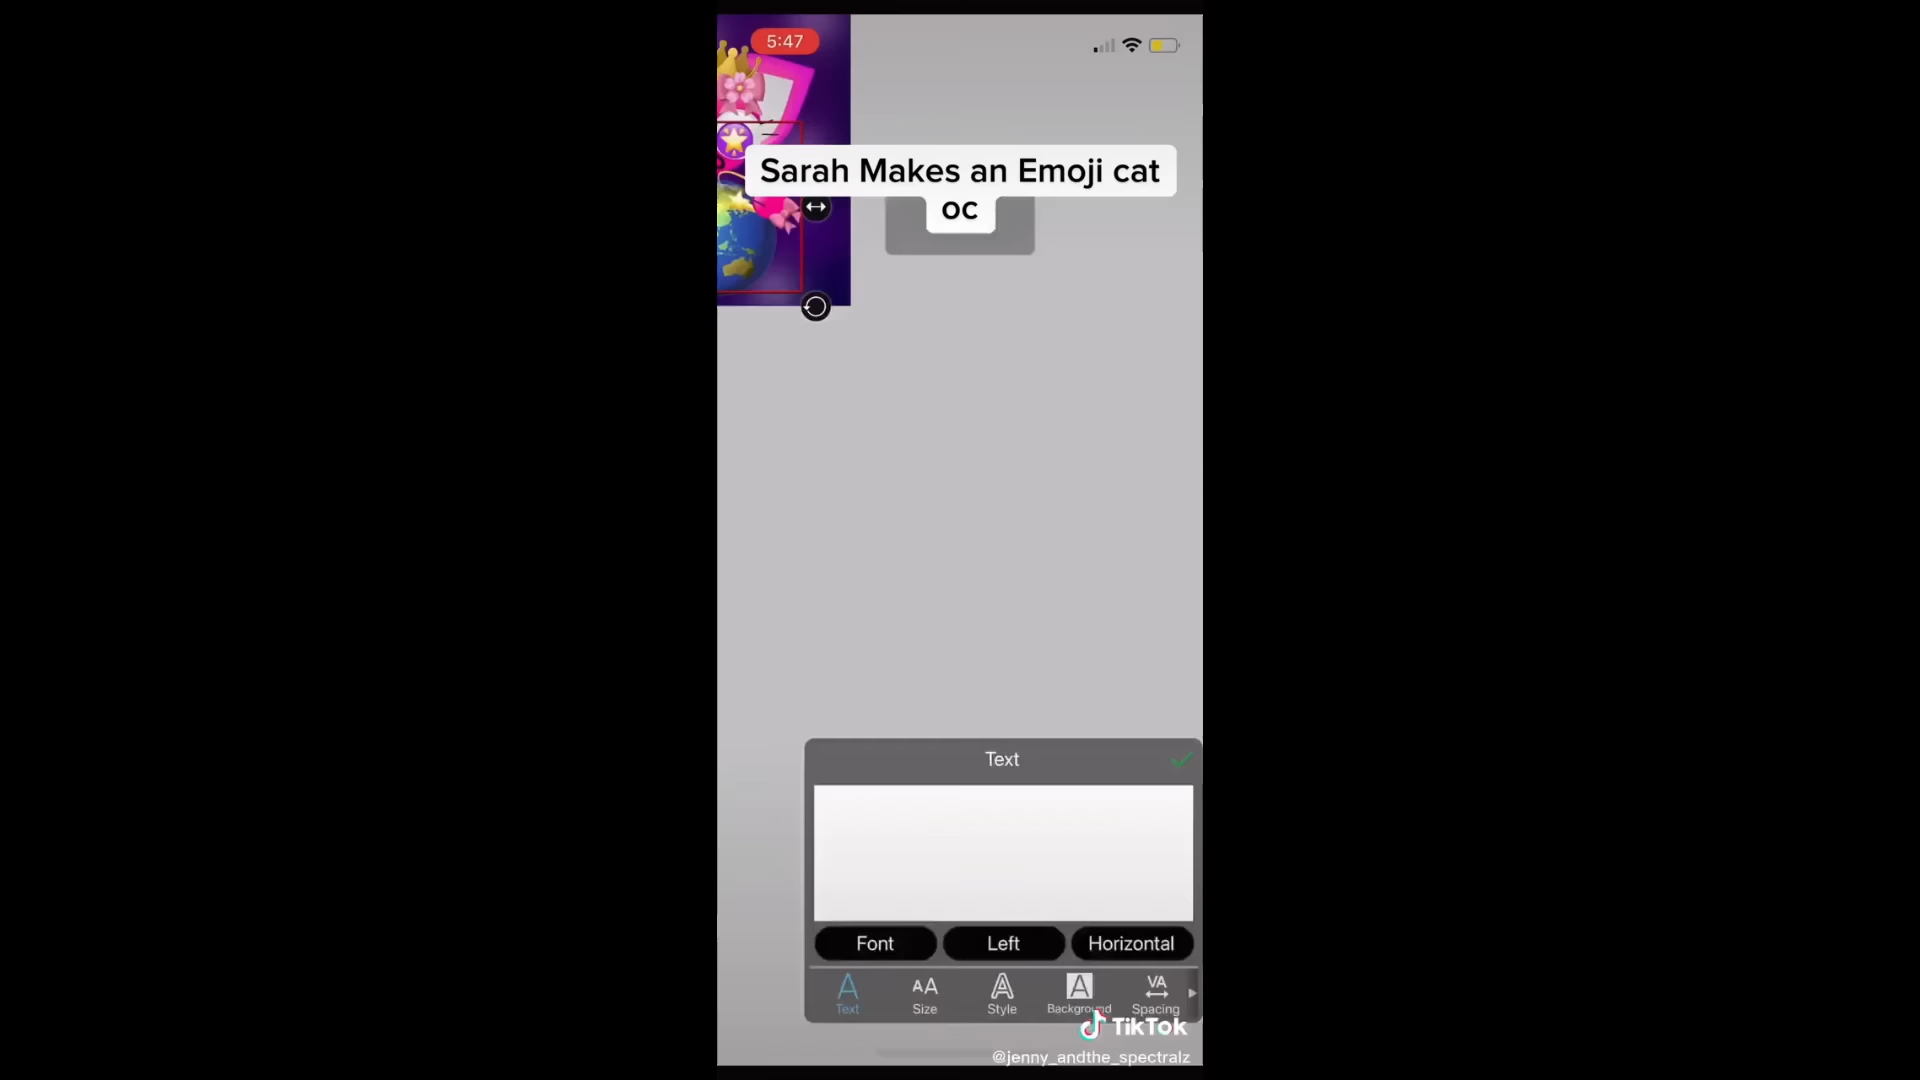 5:47
Sarah Makes an Emoji cat
oc
Text
Font
Left
Horizontal
Text
Size
Style
Background
VA
Spacing
TikTok
@jenny_andthe_spectralz